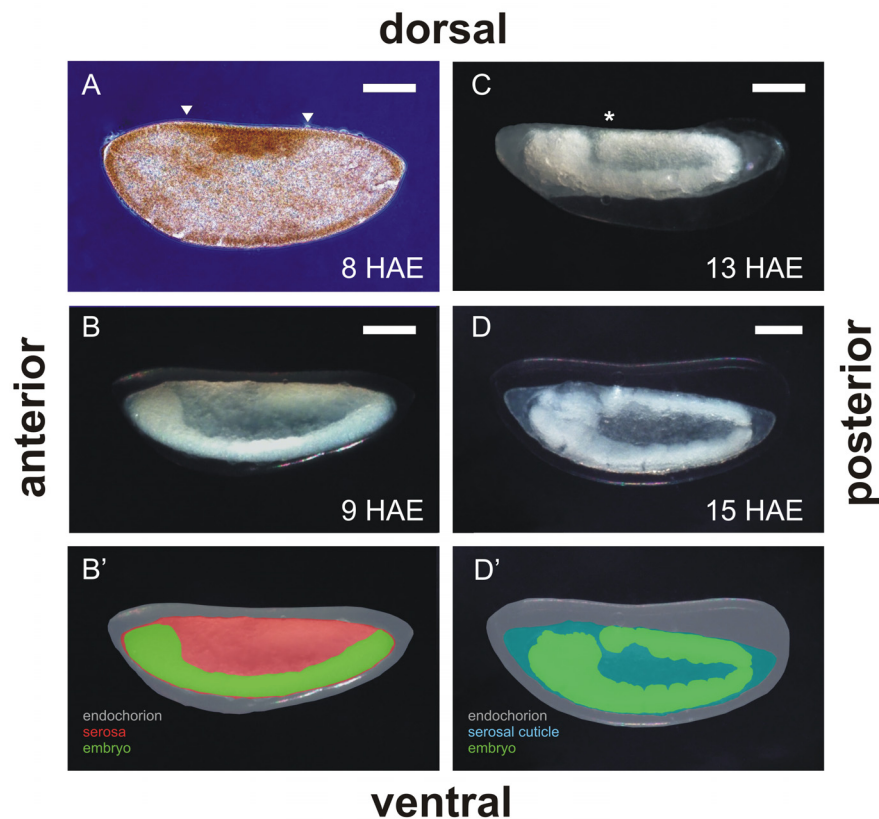 dorsal
A
8 HAE
C
*
13 HAE
anterior
B
9 HAE
D
15 HAE
posterior
B'
endochorion
serosa
embryo
D'
endochorion
serosal cuticle
embryo
ventral